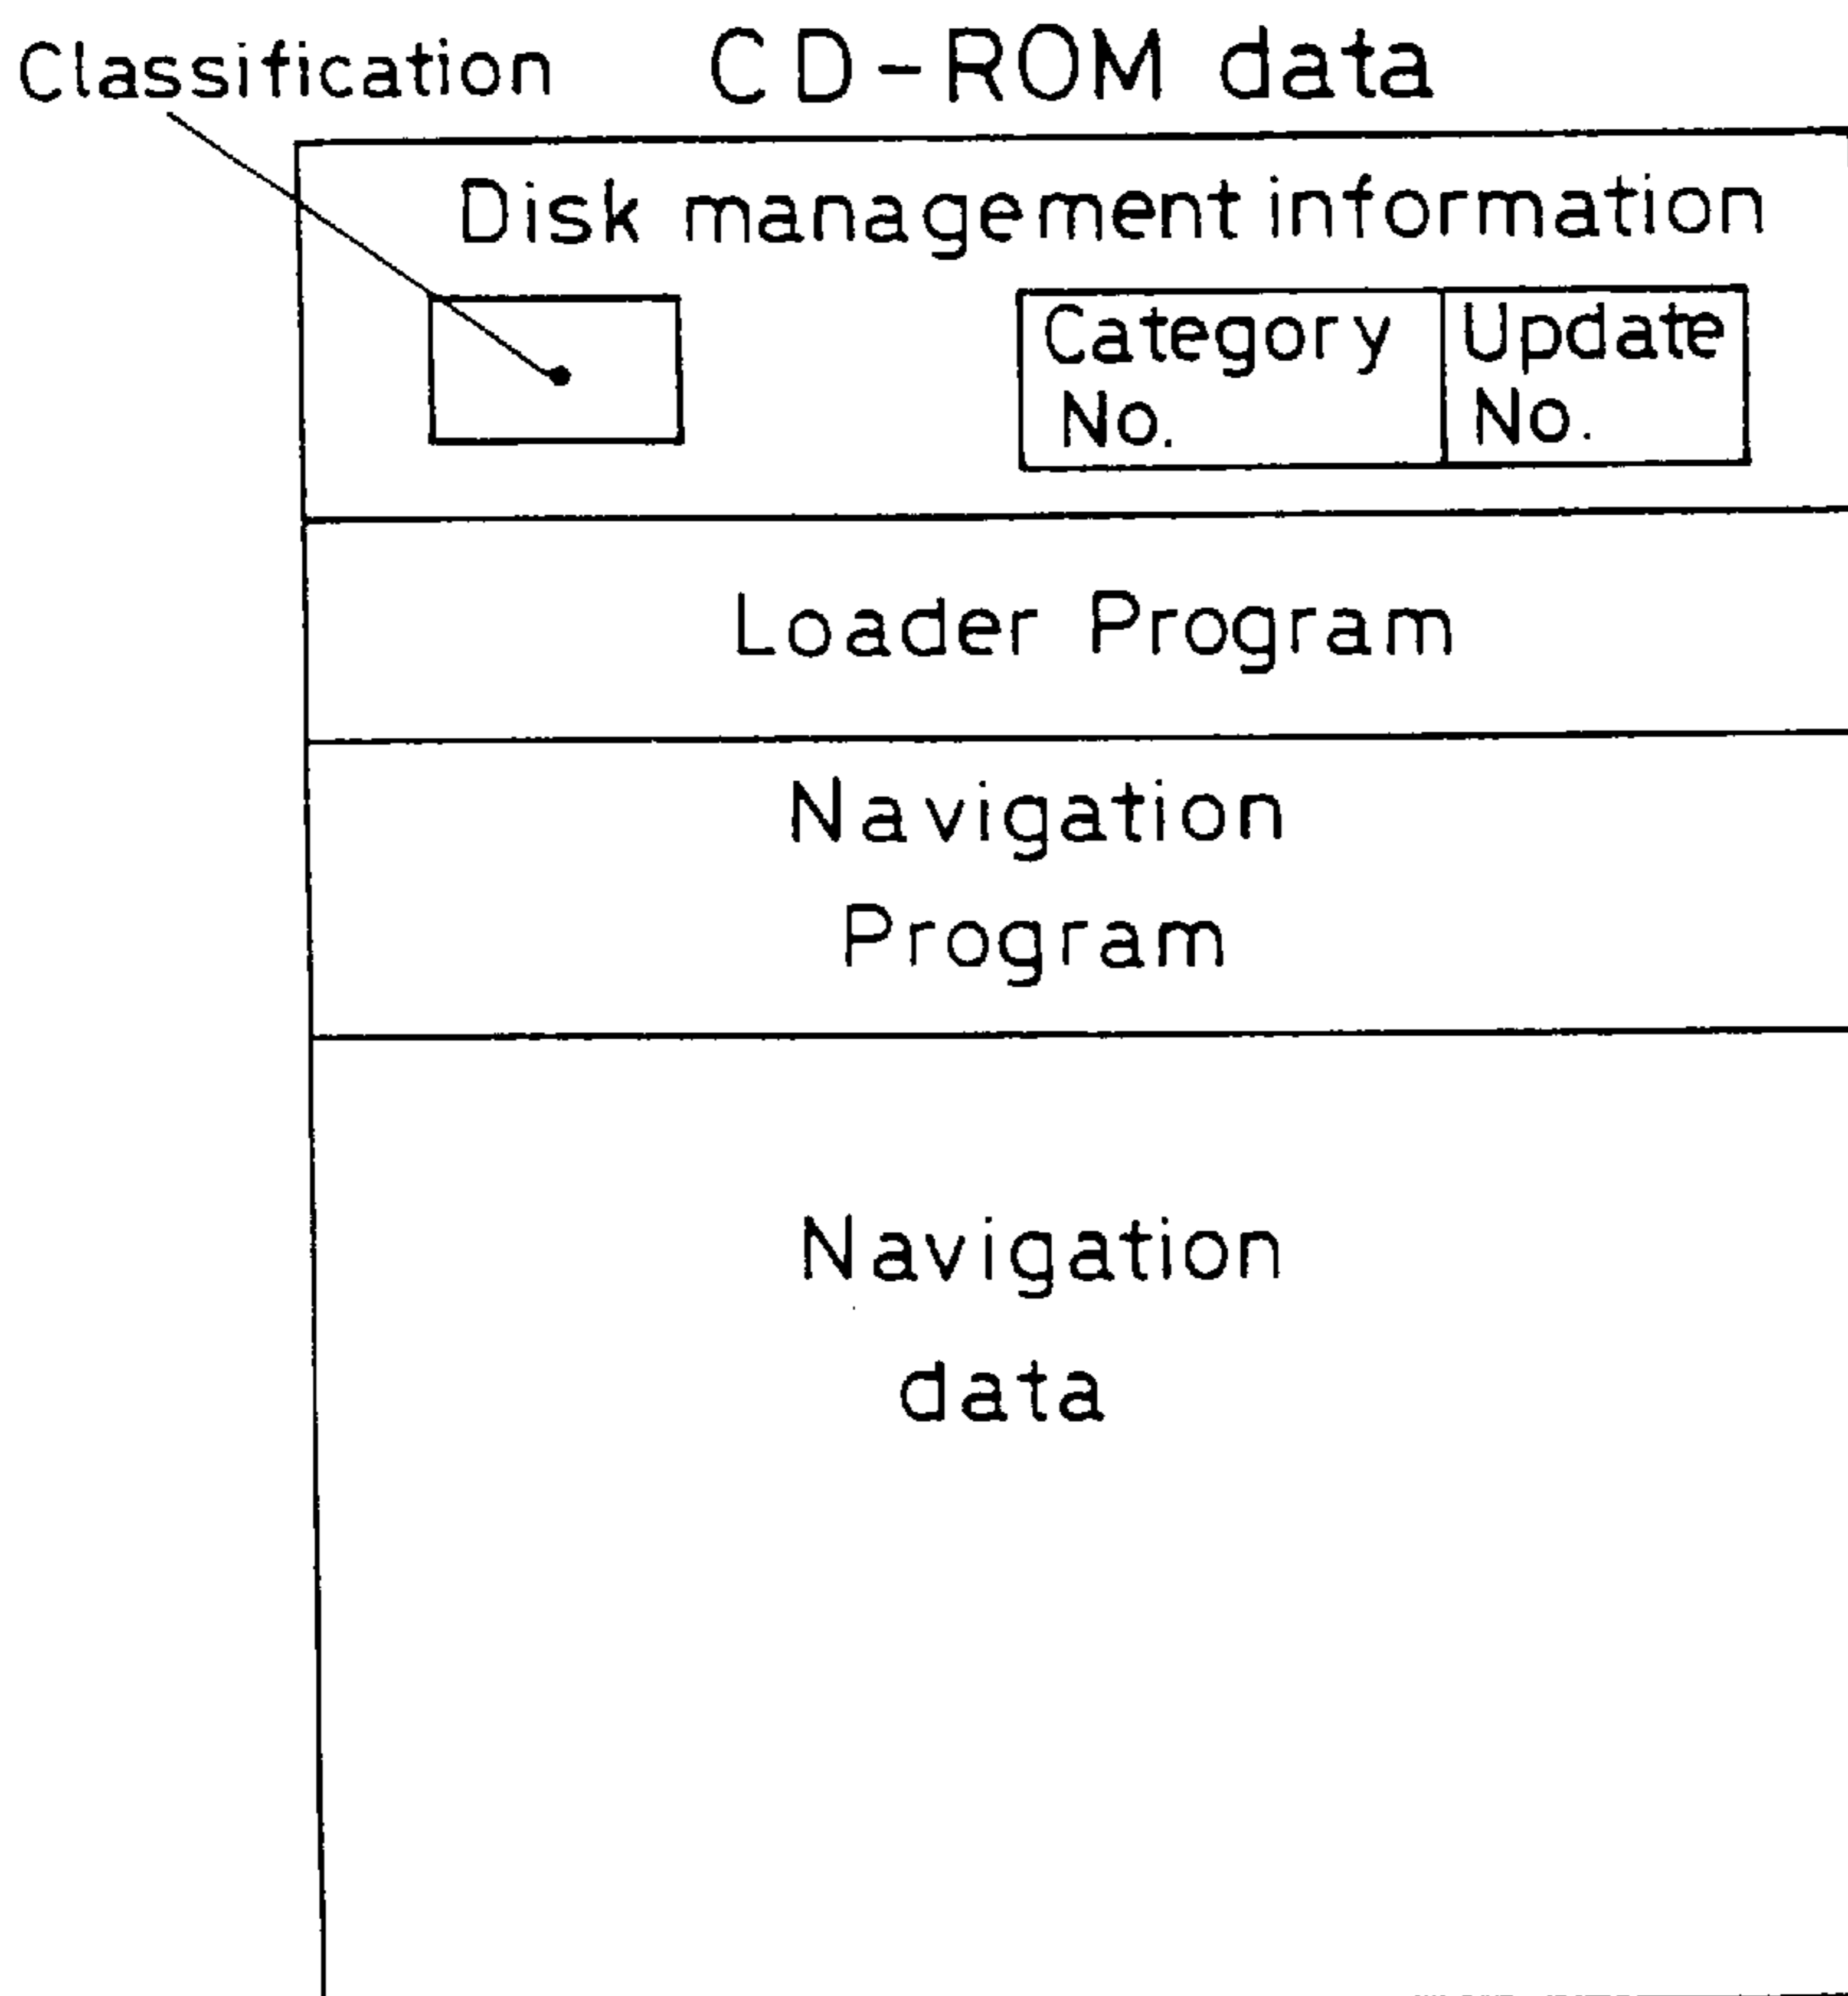 Classification
CD-ROM data
Disk management information
Category Update
No. No.
Loader Program
Navigation
Program
Navigation
data